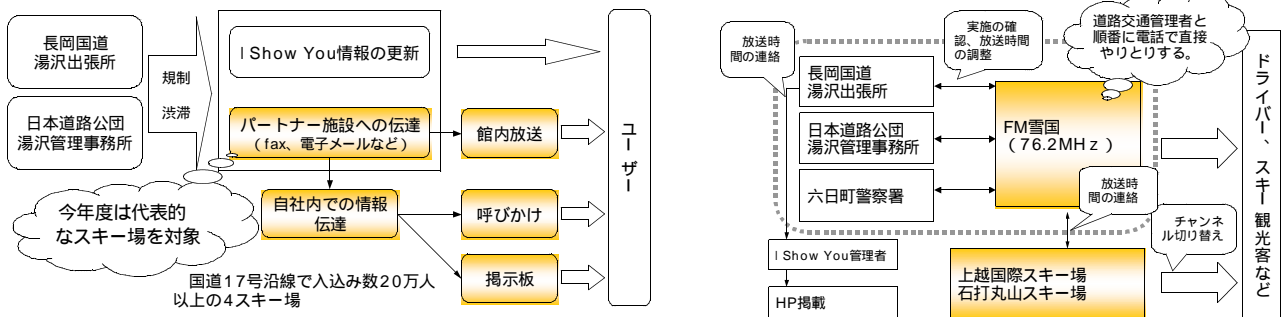 長岡国道
湯沢出張所
日本道路公団
湯沢管理事務所
規制
渋滞
I Show You情報の更新
パートナー施設への伝達
(fax、電子メールなど)
館内放送
自社内での情報
伝達
呼びかけ
掲示板
ユーザー
今年度は代表的
なスキー場を対象
国道17号沿線で入込み数20万人
以上の4スキー場
放送時
間の連絡
実施の確
認、放送時間
の調整
道路交通管理者と
順番に電話で直接
やりとりする。
長岡国道
湯沢出張所
日本道路公団
湯沢管理事務所
六日町警察署
FM雪国
(76.2MHz)
放送時
間の連絡
チャンネ
ル切り替え
I Show You管理者
HP掲載
上越国際スキー場
石打丸山スキー場
ドライバー、スキー観光客など